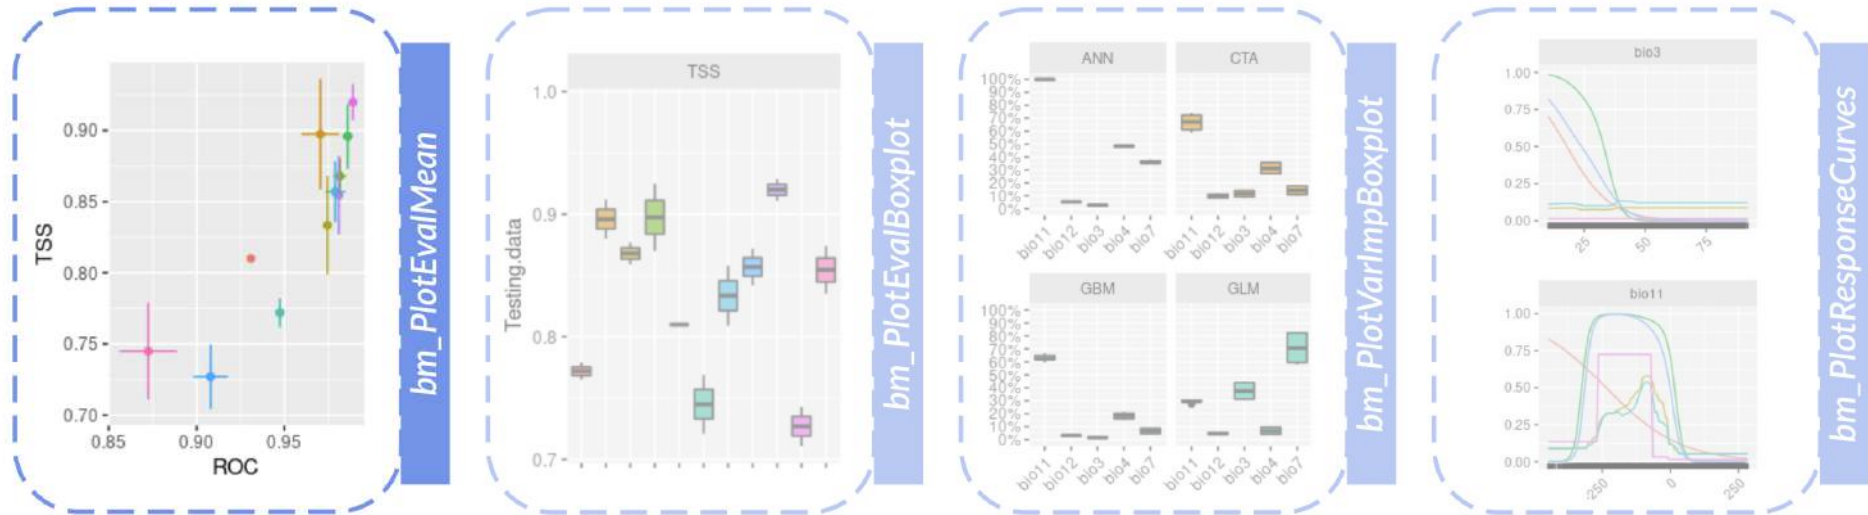 TSS
0.90
0.85
0.80
0.75
0.70
0.85
0.90
0.95
ROC
bm_PlotEvalMean
TSS
Testing.data
1.0
0.9
0.8
0.7
bm_PlotEvalBoxplot
ANN
CTA
100%
90%
80%
70%
60%
50%
40%
30%
20%
10%
0%
bio11
bio12
bio3
bio4
bio7
bio11
bio12
bio3
bio4
bio7
GBM
GLM
100%
90%
80%
70%
60%
50%
40%
30%
20%
10%
0%
bio11
bio12
bio3
bio4
bio7
bio11
bio12
bio3
bio4
bio7
bm_PlotVarImpBoxplot
bio3
1.00
0.75
0.50
0.25
0.00
25
50
75
bio11
1.00
0.75
0.50
0.25
0.00
-250
0
250
bm_PlotResponseCurves